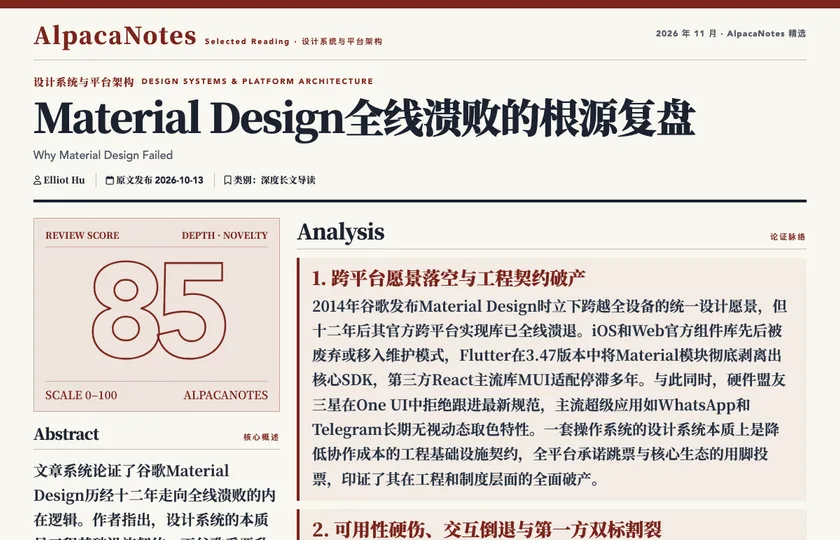 AlpacaNotes Selected Reading · 设计系统与平台架构
2026 年 11 月 · AlpacaNotes 精选
设计系统与平台架构 DESIGN SYSTEMS & PLATFORM ARCHITECTURE
Material Design全线溃败的根源复盘
Why Material Design Failed
Elliot Hu 原文发布 2026-10-13 类别：深度长文导读
REVIEW SCORE DEPTH · NOVELTY
85
SCALE 0–100 ALPACANOTES
Abstract 核心概述
文章系统论证了谷歌Material
Design历经十二年走向全线溃败的内
在逻辑。作者指出，设计系统的本质
Analysis 论证脉络
1. 跨平台愿景落空与工程契约破产
2014年谷歌发布Material Design时立下跨越全设备的统一设计愿景，但
十二年后其官方跨平台实现库已全线溃退。iOS和Web官方组件库先后被
废弃或移入维护模式，Flutter在3.47版本中将Material模块彻底剥离出
核心SDK，第三方React主流库MUI适配停滞多年。与此同时，硬件盟友
三星在One UI中拒绝跟进最新规范，主流超级应用如WhatsApp和
Telegram长期无视动态取色特性。一套操作系统的设计系统本质上是降
低协作成本的工程基础设施契约，全平台承诺跳票与核心生态的用脚投
票，印证了其在工程和制度层面的全面破产。
2. 可用性硬伤、交互倒退与第一方双标割裂